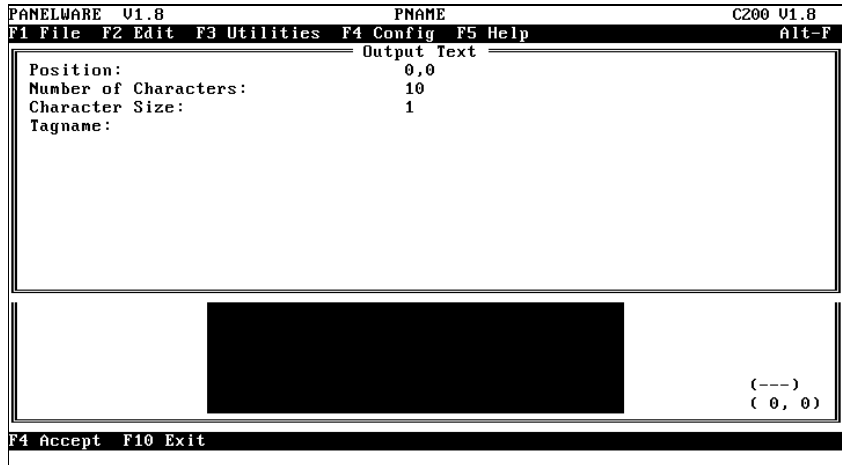 PANELWARE V1.8 PNAME C200 V1.8
F1 File F2 Edit F3 Utilities F4 Config F5 Help Alt-F
Output Text
Position: 0,0
Number of Characters: 10
Character Size: 1
Tagname:
(---)
( 0, 0)
F4 Accept F10 Exit